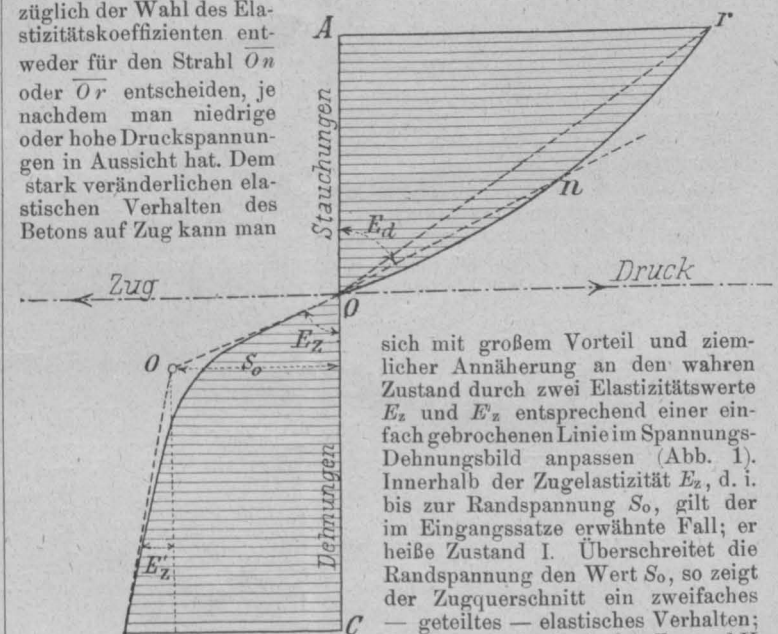 züglich der Wahl des Ela-
stizitätskoeffizienten ent-
weder für den Strahl On
oder Or entscheiden, je
nachdem man niedrige
oder hohe Druckspannun-
gen in Aussicht hat. Dem
stark veränderlichen ela-
stischen Verhalten des
Betons auf Zug kann man
A
r
Stauchungen
n
Ed
Zug
Druck
O
Ez
O
So
Dehnungen
E'z
C
sich mit großem Vorteil und ziem-
licher Annäherung an den wahren
Zustand durch zwei Elastizitätswerte
Ez und E'z entsprechend einer ein-
fach gebrochenen Linie im Spannungs-
Dehnungsbild anpassen (Abb. 1).
Innerhalb der Zugelastizität Ez, d. i.
bis zur Randspannung So, gilt der
im Eingangssatze erwähnte Fall; er
heiße Zustand I. Überschreitet die
Randspannung den Wert So, so zeigt
der Zugquerschnitt ein zweifaches
— geteiltes — elastisches Verhalten;